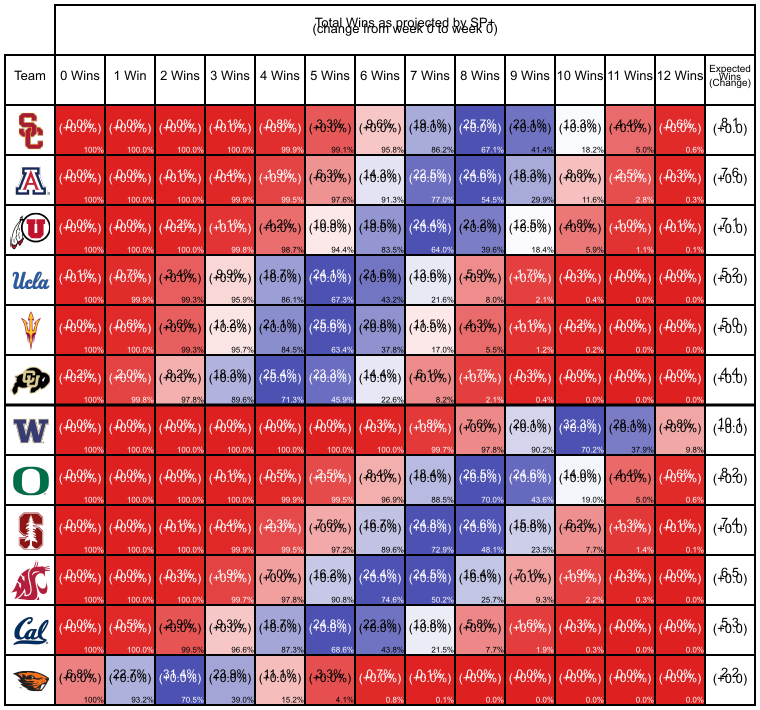 Total Wins as projected by SP+
(change from week 0 to week 0)
Team 0 Wins 1 Win 2 Wins 3 Wins 4 Wins 5 Wins 6 Wins 7 Wins 8 Wins 9 Wins 10 Wins 11 Wins 12 Wins Expected
Wins
(Change)
0.0% 0.0% 0.0% 0.1% 0.8% 3.3% 9.6% 19.1% 25.7% 23.1% 13.3% 4.4% 0.6% 8.1
(+0.0%) (+0.0%) (+0.0%) (+0.0%) (+0.0%) (+0.0%) (+0.0%) (+0.0%) (+0.0%) (+0.0%) (+0.0%) (+0.0%) (+0.0%) (+0.0)
100% 100.0% 100.0% 100.0% 99.9% 99.1% 95.8% 86.2% 67.1% 41.4% 18.2% 5.0% 0.6%
0.0% 0.0% 0.1% 0.4% 1.9% 6.3% 14.3% 22.5% 24.6% 18.3% 8.8% 2.5% 0.3% 7.6
(+0.0%) (+0.0%) (+0.0%) (+0.0%) (+0.0%) (+0.0%) (+0.0%) (+0.0%) (+0.0%) (+0.0%) (+0.0%) (+0.0%) (+0.0%) (+0.0)
100% 100.0% 100.0% 99.9% 99.5% 97.6% 91.3% 77.0% 54.5% 29.9% 11.6% 2.8% 0.3%
0.0% 0.0% 0.2% 1.1% 4.2% 10.9% 19.5% 24.4% 21.2% 12.5% 4.8% 1.0% 0.1% 7.1
(+0.0%) (+0.0%) (+0.0%) (+0.0%) (+0.0%) (+0.0%) (+0.0%) (+0.0%) (+0.0%) (+0.0%) (+0.0%) (+0.0%) (+0.0%) (+0.0)
100% 100.0% 100.0% 99.8% 98.7% 94.4% 83.5% 64.0% 39.6% 18.4% 5.9% 1.1% 0.1%
Ucla 0.1% 0.7% 3.4% 9.9% 18.7% 24.1% 21.6% 13.6% 5.9% 1.7% 0.3% 0.0% 0.0% 5.2
(+0.0%) (+0.0%) (+0.0%) (+0.0%) (+0.0%) (+0.0%) (+0.0%) (+0.0%) (+0.0%) (+0.0%) (+0.0%) (+0.0%) (+0.0%) (+0.0)
100% 99.9% 99.3% 95.9% 86.1% 67.3% 43.2% 21.6% 8.0% 2.1% 0.4% 0.0% 0.0%
0.0% 0.6% 3.6% 11.2% 21.1% 25.6% 20.8% 11.5% 4.3% 1.1% 0.2% 0.0% 0.0% 5.0
(+0.0%) (+0.0%) (+0.0%) (+0.0%) (+0.0%) (+0.0%) (+0.0%) (+0.0%) (+0.0%) (+0.0%) (+0.0%) (+0.0%) (+0.0%) (+0.0)
100% 100.0% 99.3% 95.7% 84.5% 63.4% 37.8% 17.0% 5.5% 1.2% 0.2% 0.0% 0.0%
CU 0.2% 2.0% 8.2% 18.3% 25.4% 23.3% 14.4% 6.1% 1.7% 0.3% 0.0% 0.0% 0.0% 4.4
(+0.0%) (+0.0%) (+0.0%) (+0.0%) (+0.0%) (+0.0%) (+0.0%) (+0.0%) (+0.0%) (+0.0%) (+0.0%) (+0.0%) (+0.0%) (+0.0)
100% 99.8% 97.8% 89.6% 71.3% 45.9% 22.6% 8.2% 2.1% 0.4% 0.0% 0.0% 0.0%
W 0.0% 0.0% 0.0% 0.0% 0.0% 0.0% 0.3% 1.8% 7.6% 20.1% 32.3% 28.1% 9.8% 10.1
(+0.0%) (+0.0%) (+0.0%) (+0.0%) (+0.0%) (+0.0%) (+0.0%) (+0.0%) (+0.0%) (+0.0%) (+0.0%) (+0.0%) (+0.0%) (+0.0)
100% 100.0% 100.0% 100.0% 100.0% 100.0% 100.0% 99.7% 97.8% 90.2% 70.2% 37.9% 9.8%
O 0.0% 0.0% 0.0% 0.1% 0.5% 2.5% 8.4% 18.4% 26.5% 24.6% 14.0% 4.4% 0.6% 8.2
(+0.0%) (+0.0%) (+0.0%) (+0.0%) (+0.0%) (+0.0%) (+0.0%) (+0.0%) (+0.0%) (+0.0%) (+0.0%) (+0.0%) (+0.0%) (+0.0)
100% 100.0% 100.0% 100.0% 99.9% 99.5% 96.9% 88.5% 70.0% 43.6% 19.0% 5.0% 0.6%
S 0.0% 0.0% 0.1% 0.4% 2.3% 7.6% 16.7% 24.8% 24.6% 15.8% 6.2% 1.3% 0.1% 7.4
(+0.0%) (+0.0%) (+0.0%) (+0.0%) (+0.0%) (+0.0%) (+0.0%) (+0.0%) (+0.0%) (+0.0%) (+0.0%) (+0.0%) (+0.0%) (+0.0)
100% 100.0% 100.0% 99.9% 99.5% 97.2% 89.6% 72.9% 48.1% 23.5% 7.7% 1.4% 0.1%
0.0% 0.0% 0.3% 1.9% 7.0% 16.2% 24.4% 24.5% 16.4% 7.1% 1.9% 0.3% 0.0% 6.5
(+0.0%) (+0.0%) (+0.0%) (+0.0%) (+0.0%) (+0.0%) (+0.0%) (+0.0%) (+0.0%) (+0.0%) (+0.0%) (+0.0%) (+0.0%) (+0.0)
100% 100.0% 100.0% 99.7% 97.8% 90.8% 74.6% 50.2% 25.7% 9.3% 2.2% 0.3% 0.0%
Cal 0.0% 0.5% 2.9% 9.3% 18.7% 24.8% 22.3% 13.8% 5.8% 1.6% 0.3% 0.0% 0.0% 5.3
(+0.0%) (+0.0%) (+0.0%) (+0.0%) (+0.0%) (+0.0%) (+0.0%) (+0.0%) (+0.0%) (+0.0%) (+0.0%) (+0.0%) (+0.0%) (+0.0)
100% 100.0% 99.5% 96.6% 87.3% 68.6% 43.8% 21.5% 7.7% 1.9% 0.3% 0.0% 0.0%
6.8% 22.7% 31.4% 23.9% 11.1% 3.3% 0.7% 0.1% 0.0% 0.0% 0.0% 0.0% 0.0% 2.2
(+0.0%) (+0.0%) (+0.0%) (+0.0%) (+0.0%) (+0.0%) (+0.0%) (+0.0%) (+0.0%) (+0.0%) (+0.0%) (+0.0%) (+0.0%) (+0.0)
100% 93.2% 70.5% 39.0% 15.2% 4.1% 0.8% 0.1% 0.0% 0.0% 0.0% 0.0% 0.0%